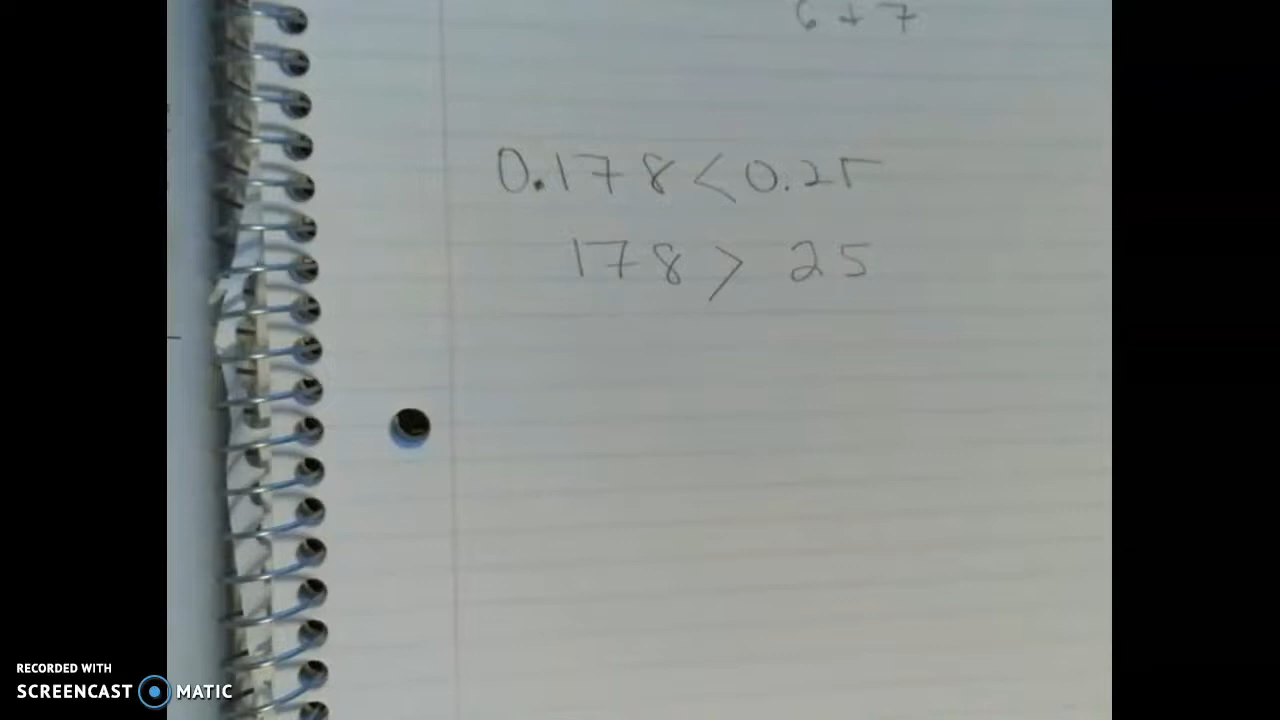 6 + 7
0.178 < 0.25
178 > 25
RECORDED WITH
SCREENCAST MATIC